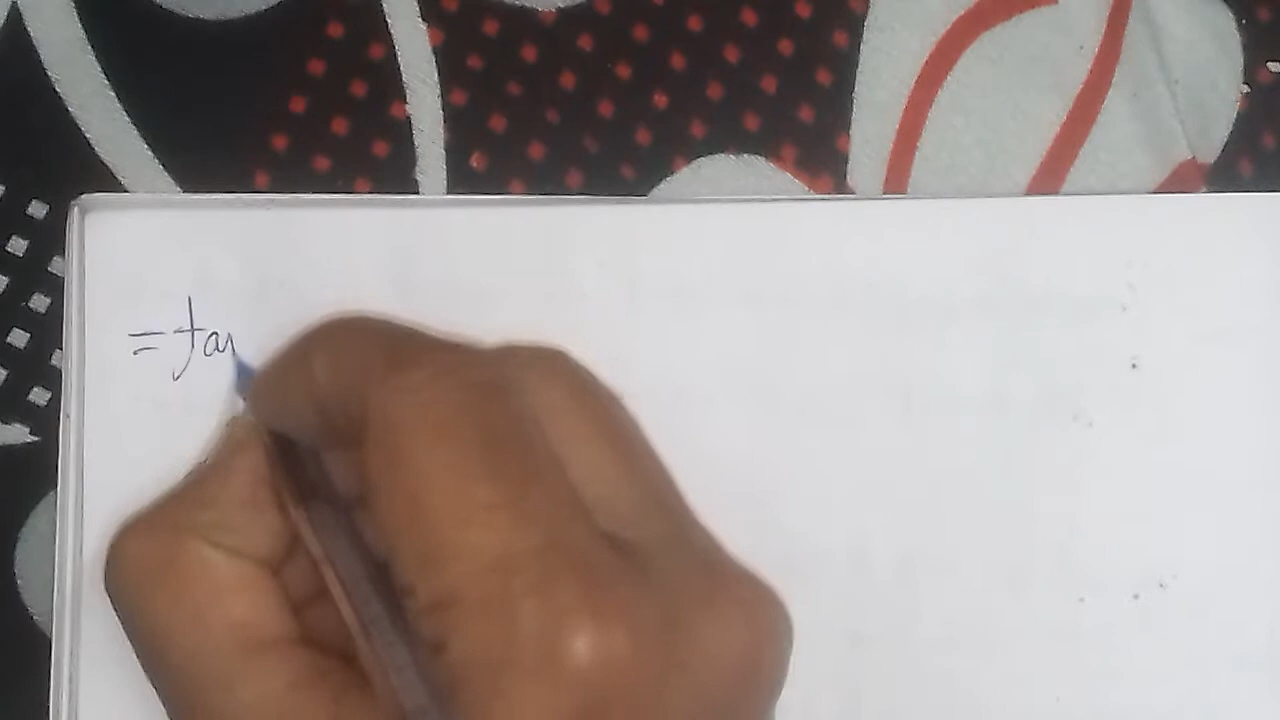 = tan